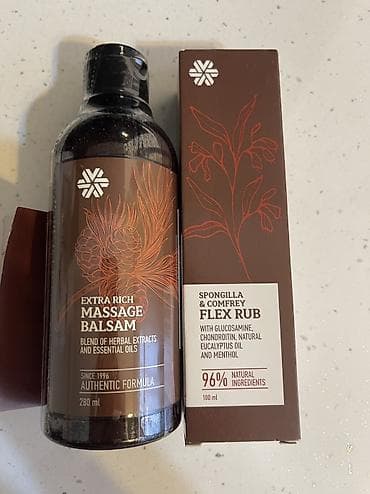 EXTRA RICH
MASSAGE
BALSAM
BLEND OF HERBAL EXTRACTS
AND ESSENTIAL OILS
SINCE 1996
AUTHENTIC FORMULA
280 ml
SPONGILLA
& COMFREY
FLEX RUB
WITH GLUCOSAMINE,
CHONDROITIN, NATURAL
EUCALYPTUS OIL
AND MENTHOL
96% NATURAL
INGREDIENTS
100 ml